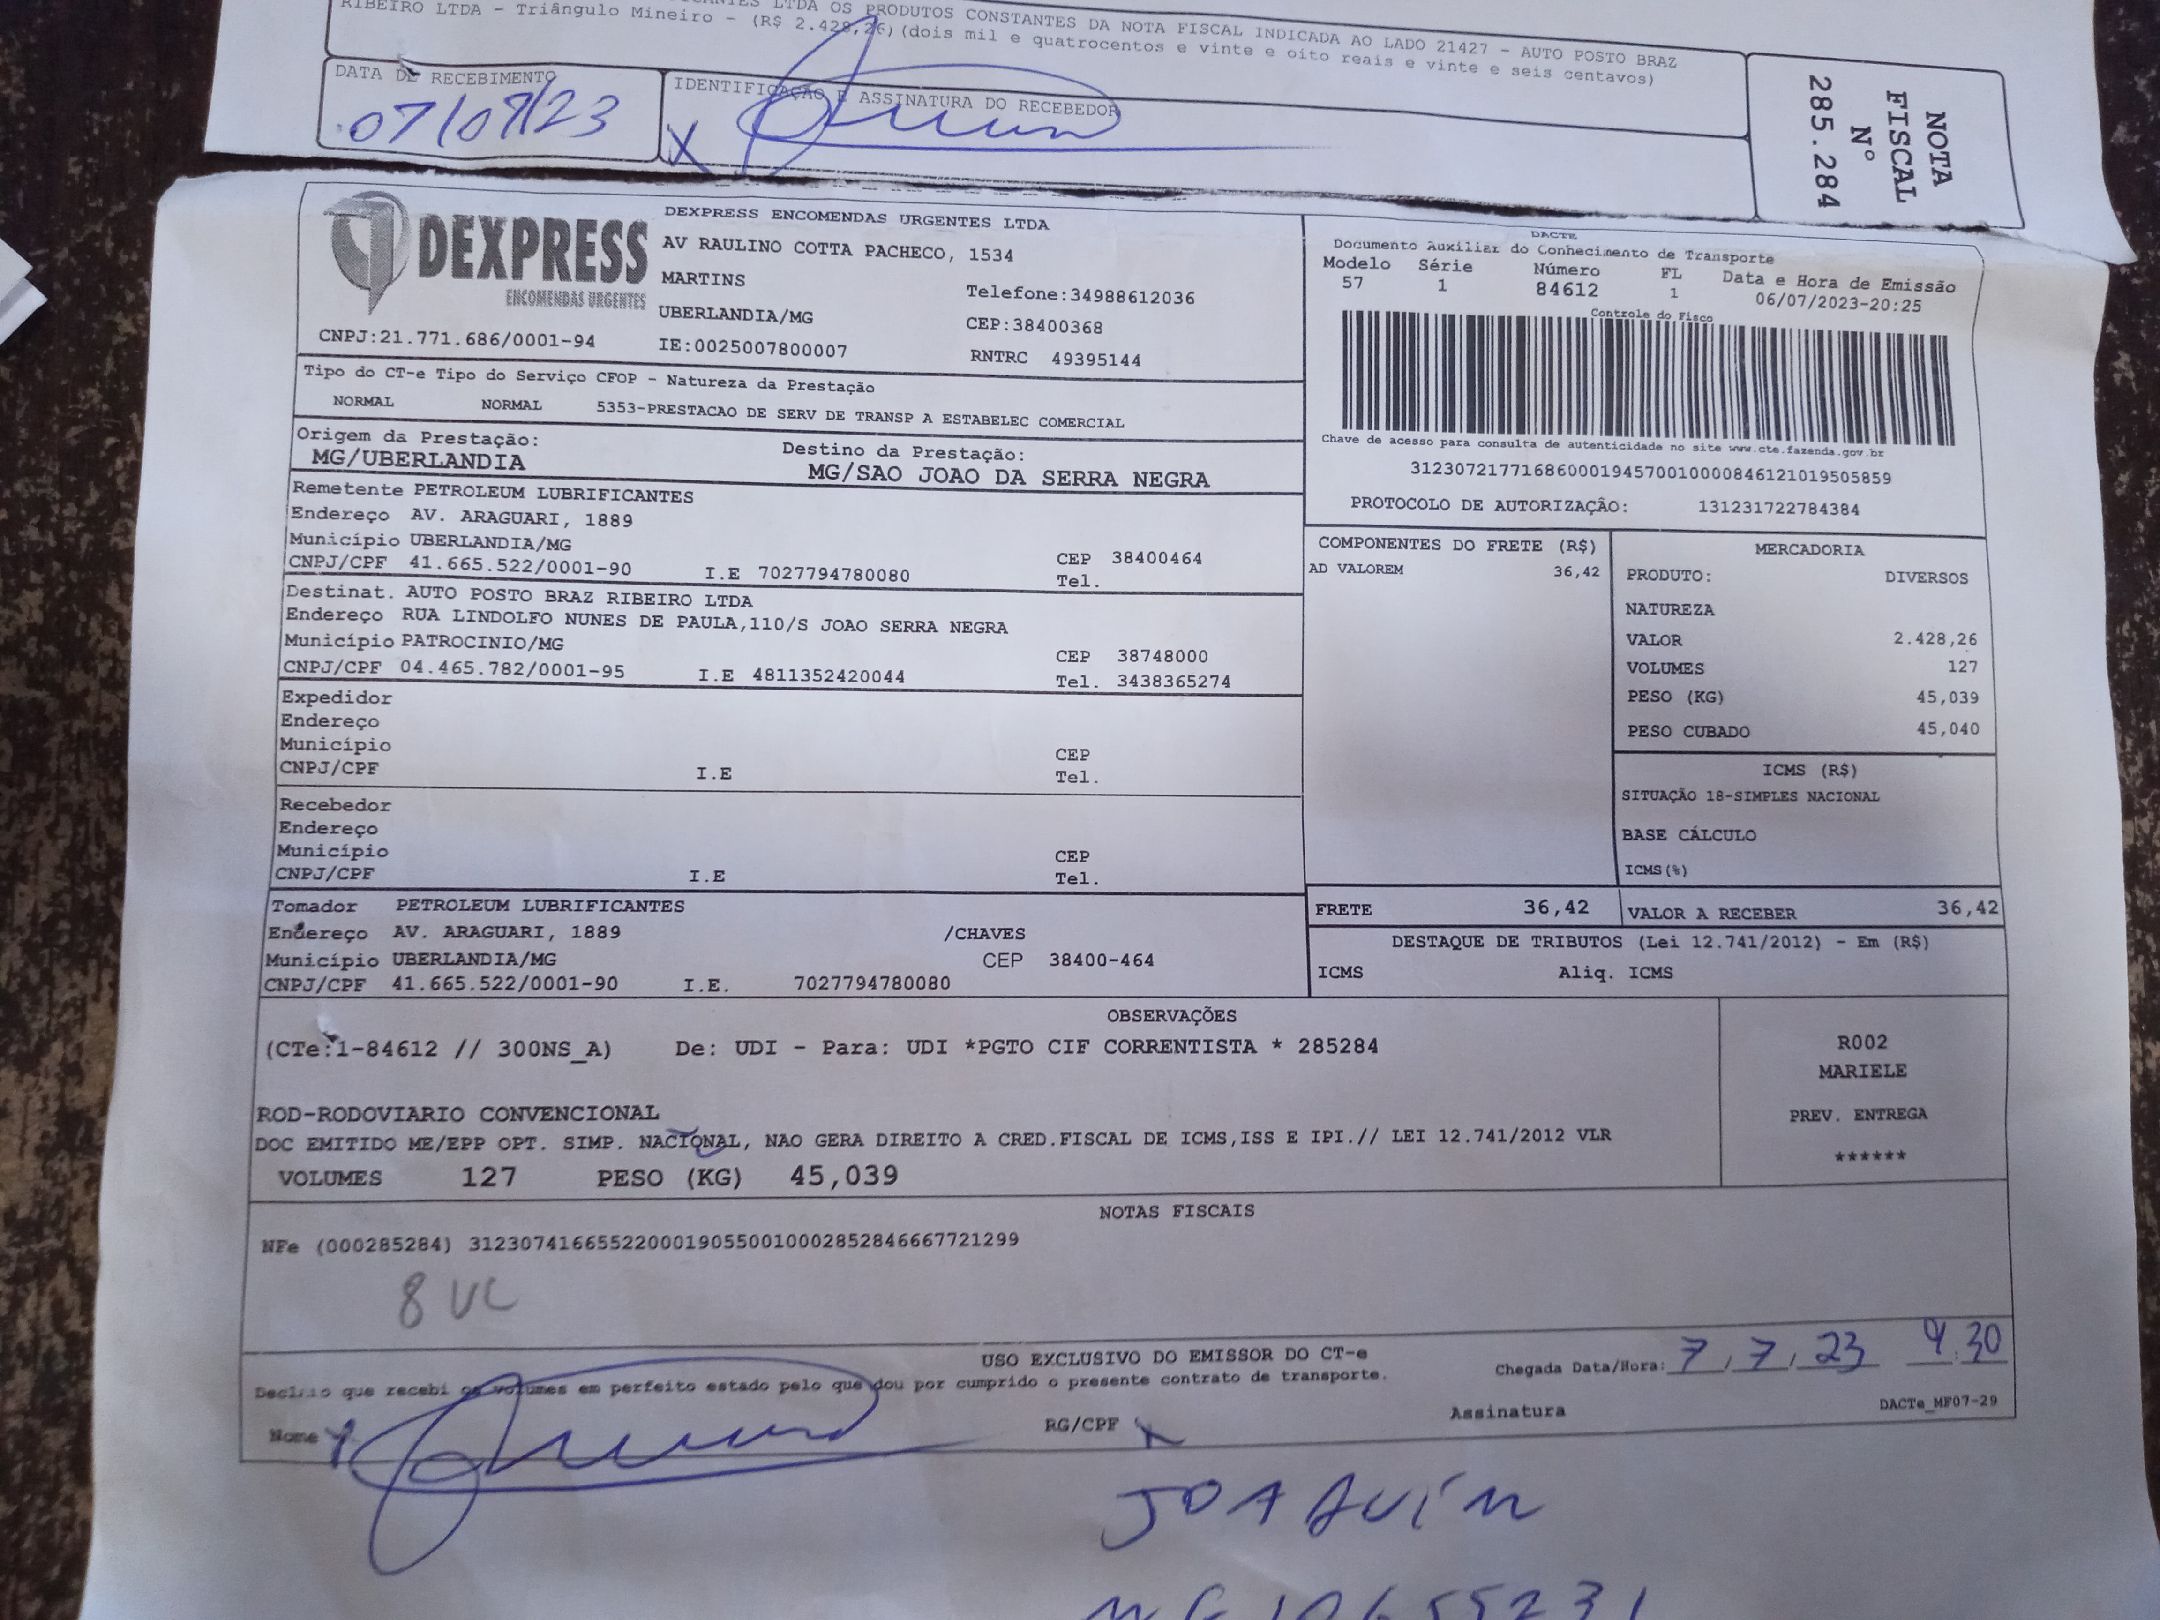 LTDA OS PRODUTOS CONSTANTES DA NOTA FISCAL INDICADA AO LADO 21427 - AUTO POSTO BRAZ
RIBEIRO LTDA - Triângulo Mineiro - (R$ 2.428,26)(dois mil e quatrocentos e vinte e oito reais e vinte e seis centavos)
DATA DE RECEBIMENTO
07/07/23
IDENTIFICAÇÃO E ASSINATURA DO RECEBEDOR
X
NOTA
FISCAL
Nº
285.284
DEXPRESS
ENCOMENDAS URGENTES
CNPJ:21.771.686/0001-94
DEXPRESS ENCOMENDAS URGENTES LTDA
AV RAULINO COTTA PACHECO, 1534
MARTINS
Telefone:34988612036
UBERLANDIA/MG
CEP:38400368
IE:0025007800007
RNTRC 49395144
DACTE
Documento Auxiliar do Conhecimento de Transporte
Modelo Série Número FL Data e Hora de Emissão
57 1 84612 1 06/07/2023-20:25
Controle do Fisco
Chave de acesso para consulta de autenticidade no site www.cte.fazenda.gov.br
31230721771686000194570010000846121019505859
PROTOCOLO DE AUTORIZAÇÃO: 131231722784384
Tipo do CT-e Tipo do Serviço CFOP - Natureza da Prestação
NORMAL NORMAL 5353-PRESTACAO DE SERV DE TRANSP A ESTABELEC COMERCIAL
Origem da Prestação: Destino da Prestação:
MG/UBERLANDIA MG/SAO JOAO DA SERRA NEGRA
Remetente PETROLEUM LUBRIFICANTES
Endereço AV. ARAGUARI, 1889
Município UBERLANDIA/MG CEP 38400464
CNPJ/CPF 41.665.522/0001-90 I.E 7027794780080 Tel.
Destinat. AUTO POSTO BRAZ RIBEIRO LTDA
Endereço RUA LINDOLFO NUNES DE PAULA,110/S JOAO SERRA NEGRA
Município PATROCINIO/MG CEP 38748000
CNPJ/CPF 04.465.782/0001-95 I.E 4811352420044 Tel. 3438365274
Expedidor
Endereço
Município CEP
CNPJ/CPF I.E Tel.
Recebedor
Endereço
Município CEP
CNPJ/CPF I.E Tel.
Tomador PETROLEUM LUBRIFICANTES
Endereço AV. ARAGUARI, 1889 /CHAVES
Município UBERLANDIA/MG CEP 38400-464
CNPJ/CPF 41.665.522/0001-90 I.E. 7027794780080
COMPONENTES DO FRETE (R$)
AD VALOREM 36,42
MERCADORIA
PRODUTO: DIVERSOS
NATUREZA
VALOR 2.428,26
VOLUMES 127
PESO (KG) 45,039
PESO CUBADO 45,040
ICMS (R$)
SITUAÇÃO 18-SIMPLES NACIONAL
BASE CÁLCULO
ICMS(%)
FRETE 36,42 VALOR A RECEBER 36,42
DESTAQUE DE TRIBUTOS (Lei 12.741/2012) - Em (R$)
ICMS Aliq. ICMS
OBSERVAÇÕES
(CTe:1-84612 // 300NS_A) De: UDI - Para: UDI *PGTO CIF CORRENTISTA * 285284
ROD-RODOVIARIO CONVENCIONAL
DOC EMITIDO ME/EPP OPT. SIMP. NACIONAL, NAO GERA DIREITO A CRED.FISCAL DE ICMS,ISS E IPI.// LEI 12.741/2012 VLR
VOLUMES 127 PESO (KG) 45,039
R002
MARIELE
PREV. ENTREGA
******
NOTAS FISCAIS
NFe (000285284) 31230741665522000190550010002852846667721299
8 VL
USO EXCLUSIVO DO EMISSOR DO CT-e
Declaro que recebi os volumes em perfeito estado pelo que dou por cumprido o presente contrato de transporte.
Chegada Data/Hora: 7 / 7 / 23 9:30
Nome X RG/CPF X Assinatura
DACTe_MF07-29
JOAQUIM
MG 10655231